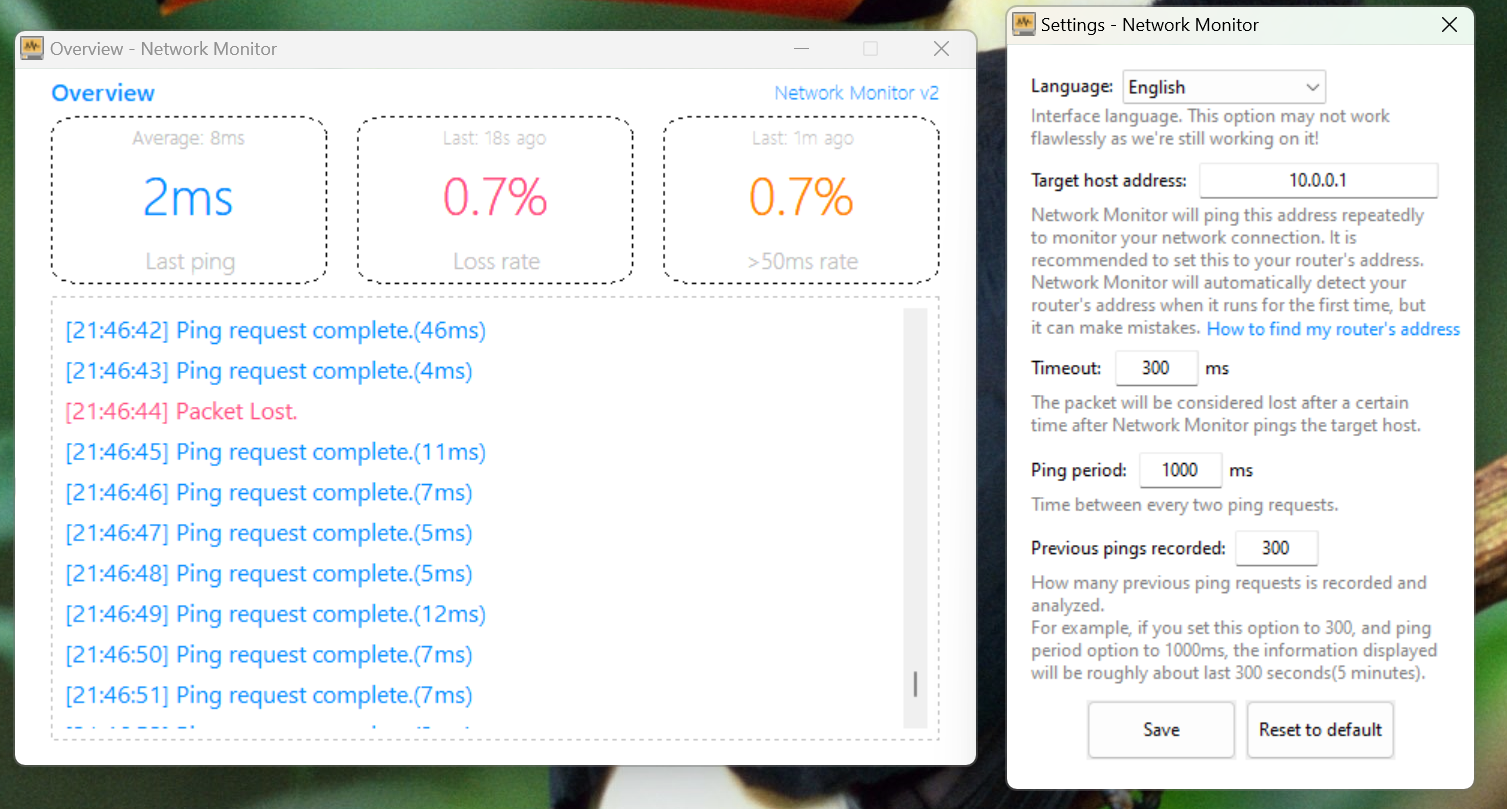 Overview - Network Monitor
Overview
Network Monitor v2
Average: 8ms
2ms
Last ping
Last: 18s ago
0.7%
Loss rate
Last: 1m ago
0.7%
>50ms rate
[21:46:42] Ping request complete.(46ms)
[21:46:43] Ping request complete.(4ms)
[21:46:44] Packet Lost.
[21:46:45] Ping request complete.(11ms)
[21:46:46] Ping request complete.(7ms)
[21:46:47] Ping request complete.(5ms)
[21:46:48] Ping request complete.(5ms)
[21:46:49] Ping request complete.(12ms)
[21:46:50] Ping request complete.(7ms)
[21:46:51] Ping request complete.(7ms)
Settings - Network Monitor
Language: English
Interface language. This option may not work
flawlessly as we're still working on it!
Target host address: 10.0.0.1
Network Monitor will ping this address repeatedly
to monitor your network connection. It is
recommended to set this to your router's address.
Network Monitor will automatically detect your
router's address when it runs for the first time, but
it can make mistakes. How to find my router's address
Timeout: 300 ms
The packet will be considered lost after a certain
time after Network Monitor pings the target host.
Ping period: 1000 ms
Time between every two ping requests.
Previous pings recorded: 300
How many previous ping requests is recorded and
analyzed.
For example, if you set this option to 300, and ping
period option to 1000ms, the information displayed
will be roughly about last 300 seconds(5 minutes).
Save
Reset to default